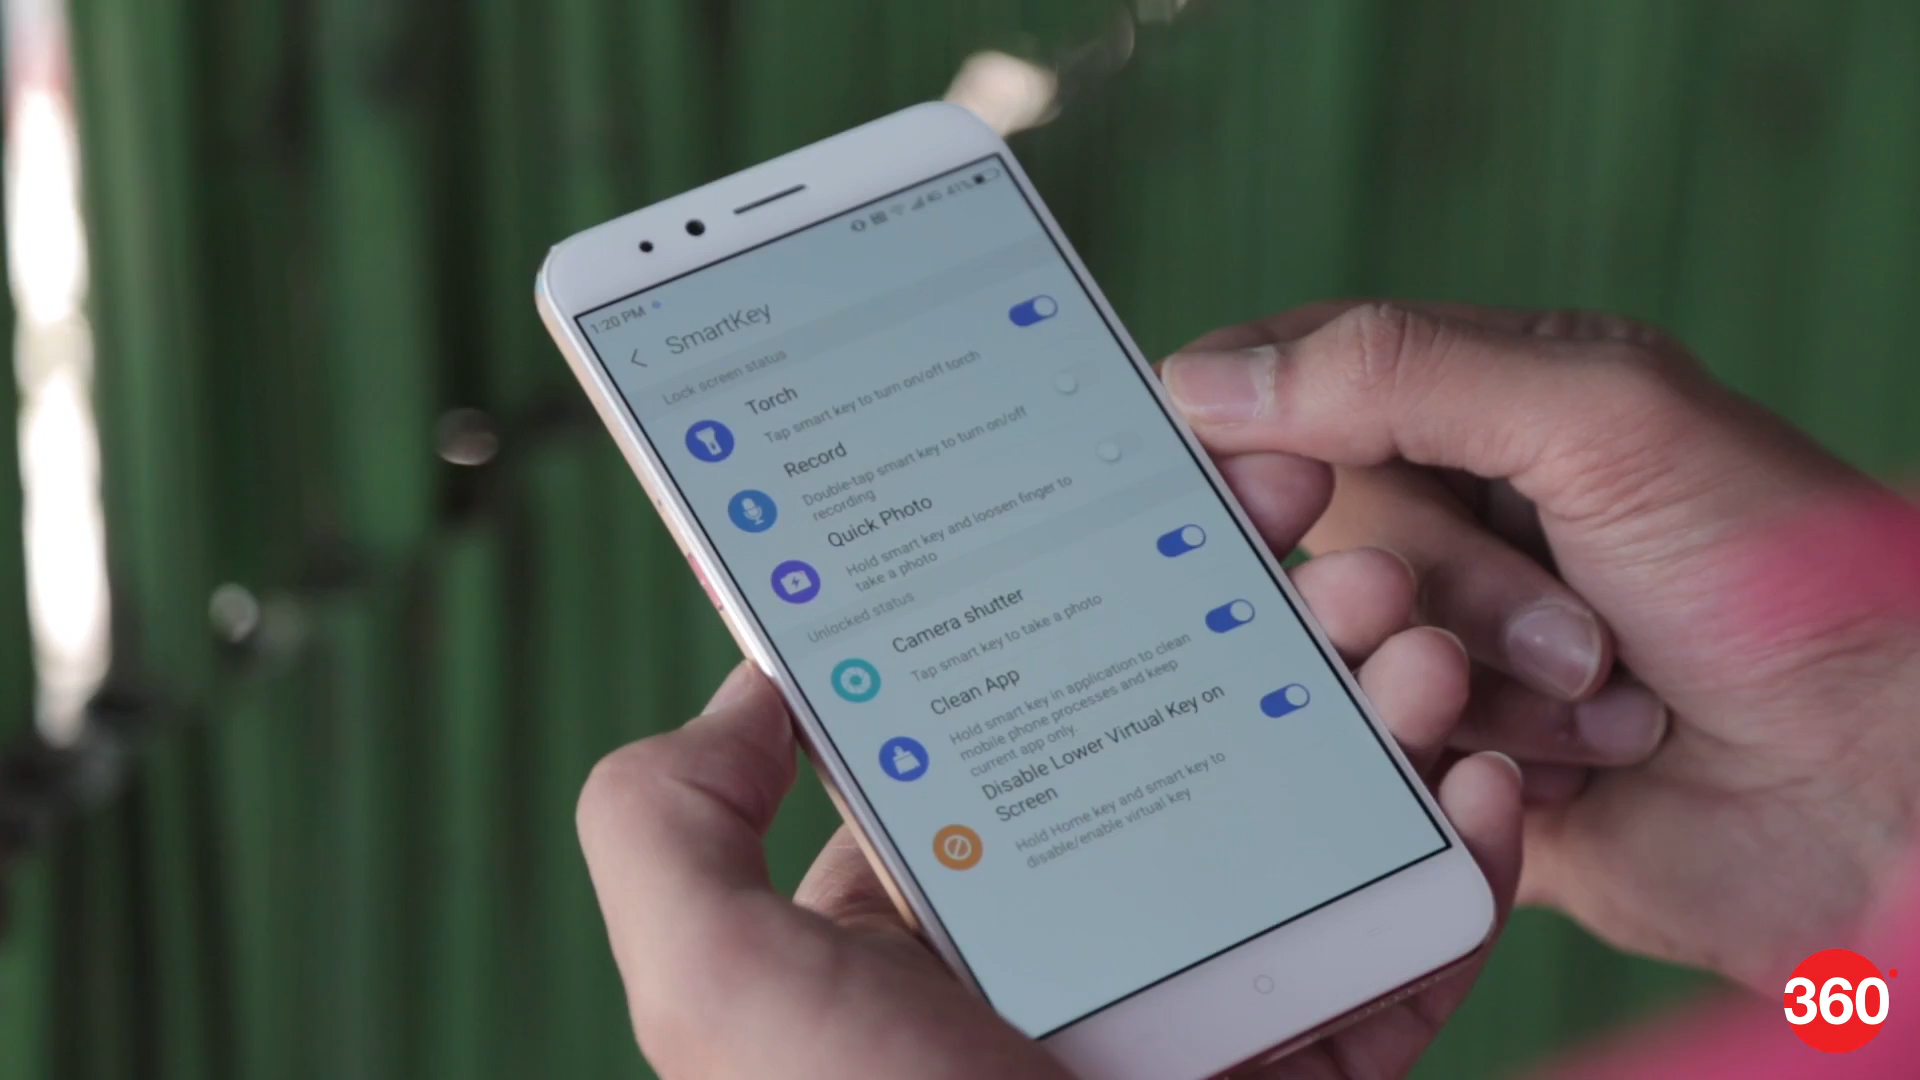 1:20 PM
41%
SmartKey
Lock screen status
Torch
Tap smart key to turn on/off torch
Record
Double-tap smart key to turn on/off
recording
Quick Photo
Hold smart key and loosen finger to
take a photo
Unlocked status
Camera shutter
Tap smart key to take a photo
Clean App
Hold smart key in application to clean
mobile phone processes and keep
current app only.
Disable Lower Virtual Key on
Screen
Hold Home key and smart key to
disable/enable virtual key
360